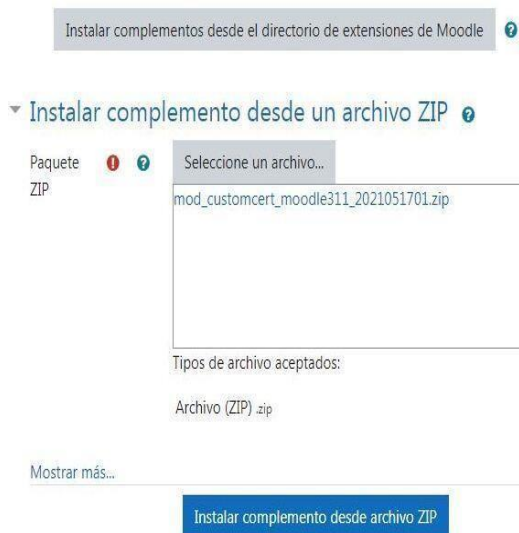 Instalar complementos desde el directorio de extensiones de Moodle
Instalar complemento desde un archivo ZIP
Paquete ZIP
Seleccione un archivo...
mod_customcert_moodle311_2021051701.zip
Tipos de archivo aceptados:
Archivo (ZIP) .zip
Mostrar más...
Instalar complemento desde archivo ZIP